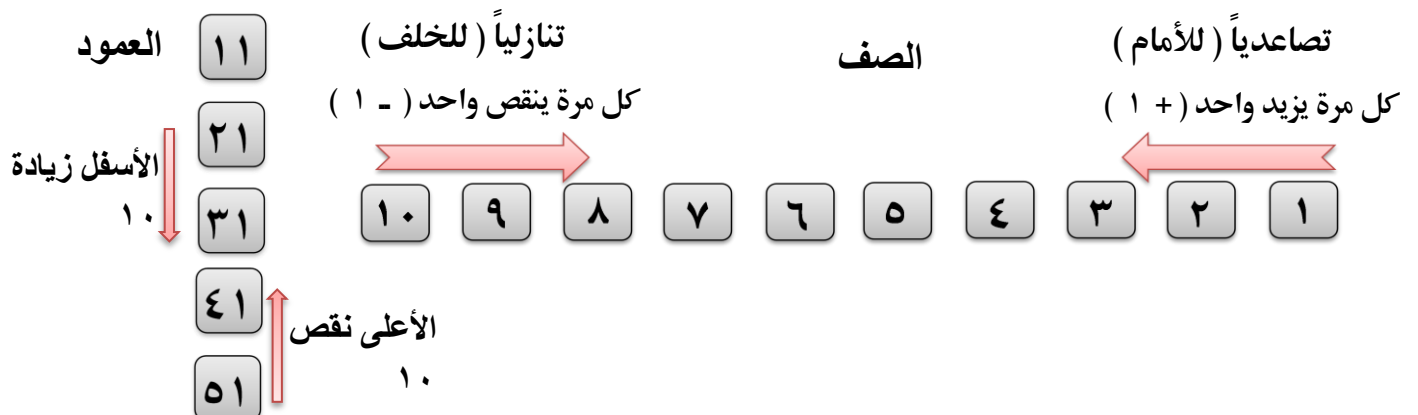 تصاعدياً ( للأمام )
كل مرة يزيد واحد ( + ١ )
الصف
تنازلياً ( للخلف )
كل مرة ينقص واحد ( - ١ )
١ ٢ ٣ ٤ ٥ ٦ ٧ ٨ ٩ ١٠
العمود
١١
٢١
٣١
٤١
٥١
الأسفل زيادة
١٠
الأعلى نقص
١٠